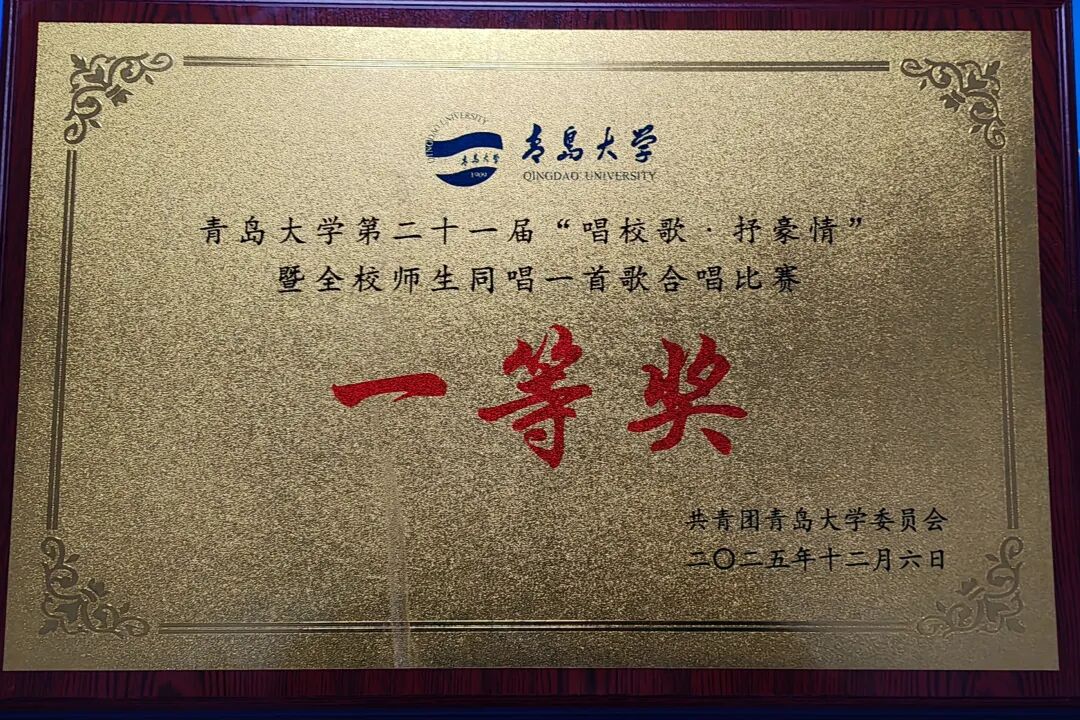 QINGDAO UNIVERSITY
青岛大学
1909
青岛大学
QINGDAO UNIVERSITY
青岛大学第二十一届“唱校歌·抒豪情”
暨全校师生同唱一首歌合唱比赛
一等奖
共青团青岛大学委员会
二〇二五年十二月六日